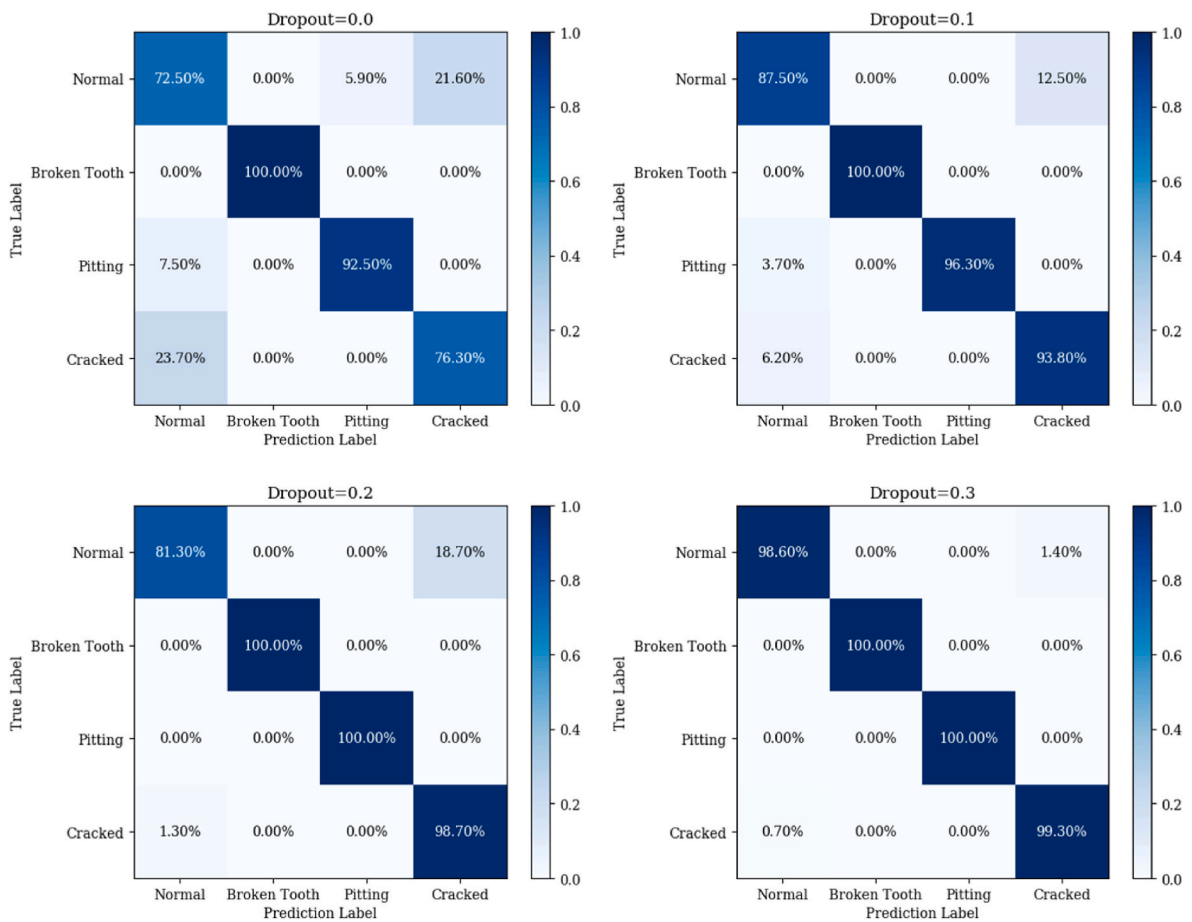 Dropout=0.0
1.0
Normal 72.50% 0.00% 5.90% 21.60%
0.8
Broken Tooth 0.00% 100.00% 0.00% 0.00%
0.6
True Label
0.4
Pitting 7.50% 0.00% 92.50% 0.00%
0.2
Cracked 23.70% 0.00% 0.00% 76.30%
0.0
Normal Broken Tooth Pitting Cracked
Prediction Label
Dropout=0.1
1.0
Normal 87.50% 0.00% 0.00% 12.50%
0.8
Broken Tooth 0.00% 100.00% 0.00% 0.00%
0.6
True Label
0.4
Pitting 3.70% 0.00% 96.30% 0.00%
0.2
Cracked 6.20% 0.00% 0.00% 93.80%
0.0
Normal Broken Tooth Pitting Cracked
Prediction Label
Dropout=0.2
1.0
Normal 81.30% 0.00% 0.00% 18.70%
0.8
Broken Tooth 0.00% 100.00% 0.00% 0.00%
0.6
True Label
0.4
Pitting 0.00% 0.00% 100.00% 0.00%
0.2
Cracked 1.30% 0.00% 0.00% 98.70%
0.0
Normal Broken Tooth Pitting Cracked
Prediction Label
Dropout=0.3
1.0
Normal 98.60% 0.00% 0.00% 1.40%
0.8
Broken Tooth 0.00% 100.00% 0.00% 0.00%
0.6
True Label
0.4
Pitting 0.00% 0.00% 100.00% 0.00%
0.2
Cracked 0.70% 0.00% 0.00% 99.30%
0.0
Normal Broken Tooth Pitting Cracked
Prediction Label